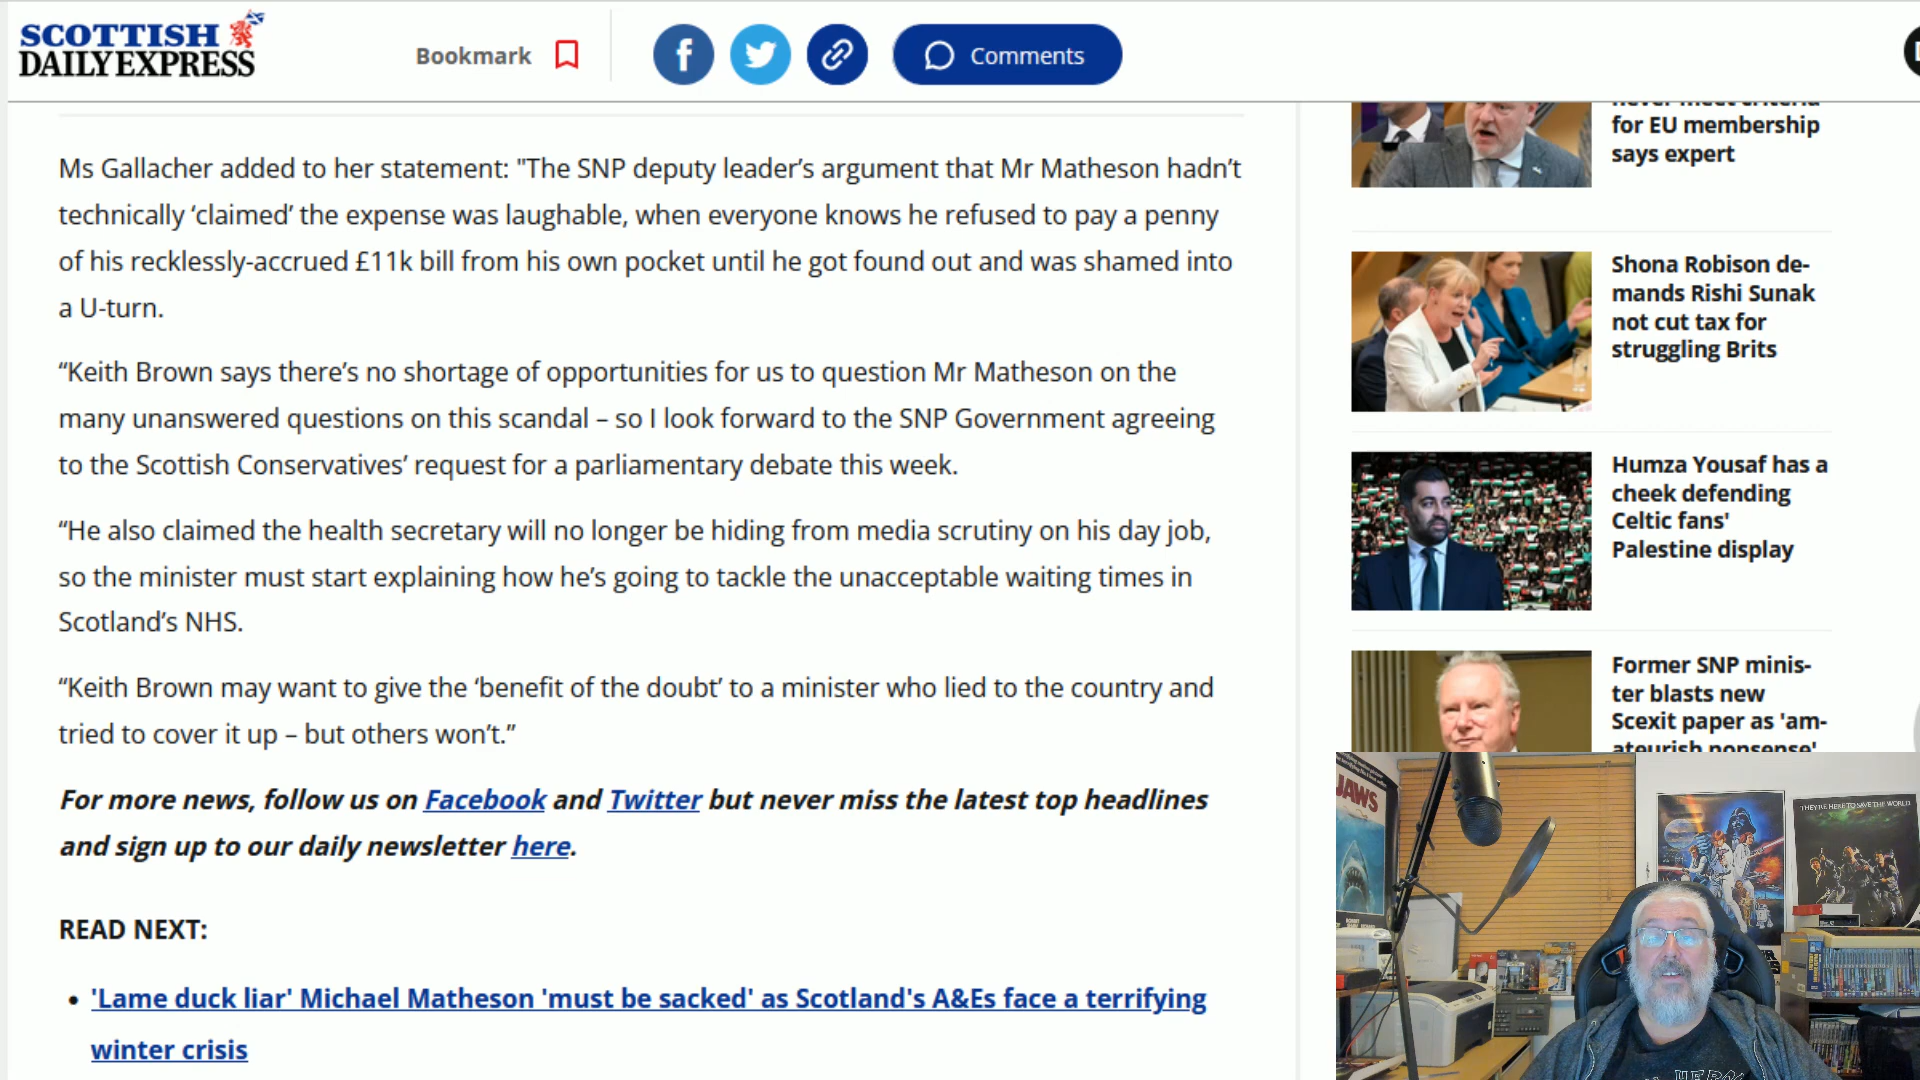 SCOTTISH
DAILY EXPRESS
Bookmark
f
Comments
Ms Gallacher added to her statement: "The SNP deputy leader’s argument that Mr Matheson hadn’t
technically ‘claimed’ the expense was laughable, when everyone knows he refused to pay a penny
of his recklessly-accrued £11k bill from his own pocket until he got found out and was shamed into
a U-turn.
“Keith Brown says there’s no shortage of opportunities for us to question Mr Matheson on the
many unanswered questions on this scandal – so I look forward to the SNP Government agreeing
to the Scottish Conservatives’ request for a parliamentary debate this week.
“He also claimed the health secretary will no longer be hiding from media scrutiny on his day job,
so the minister must start explaining how he’s going to tackle the unacceptable waiting times in
Scotland’s NHS.
“Keith Brown may want to give the ‘benefit of the doubt’ to a minister who lied to the country and
tried to cover it up – but others won’t.”
For more news, follow us on Facebook and Twitter but never miss the latest top headlines
and sign up to our daily newsletter here.
READ NEXT:
• 'Lame duck liar' Michael Matheson 'must be sacked' as Scotland's A&Es face a terrifying
winter crisis
never meet criteria
for EU membership
says expert
Shona Robison de-
mands Rishi Sunak
not cut tax for
struggling Brits
Humza Yousaf has a
cheek defending
Celtic fans'
Palestine display
Former SNP minis-
ter blasts new
Scexit paper as 'am-
ateurish nonsense'
JAWS
THEY'RE HERE TO SAVE THE WORLD